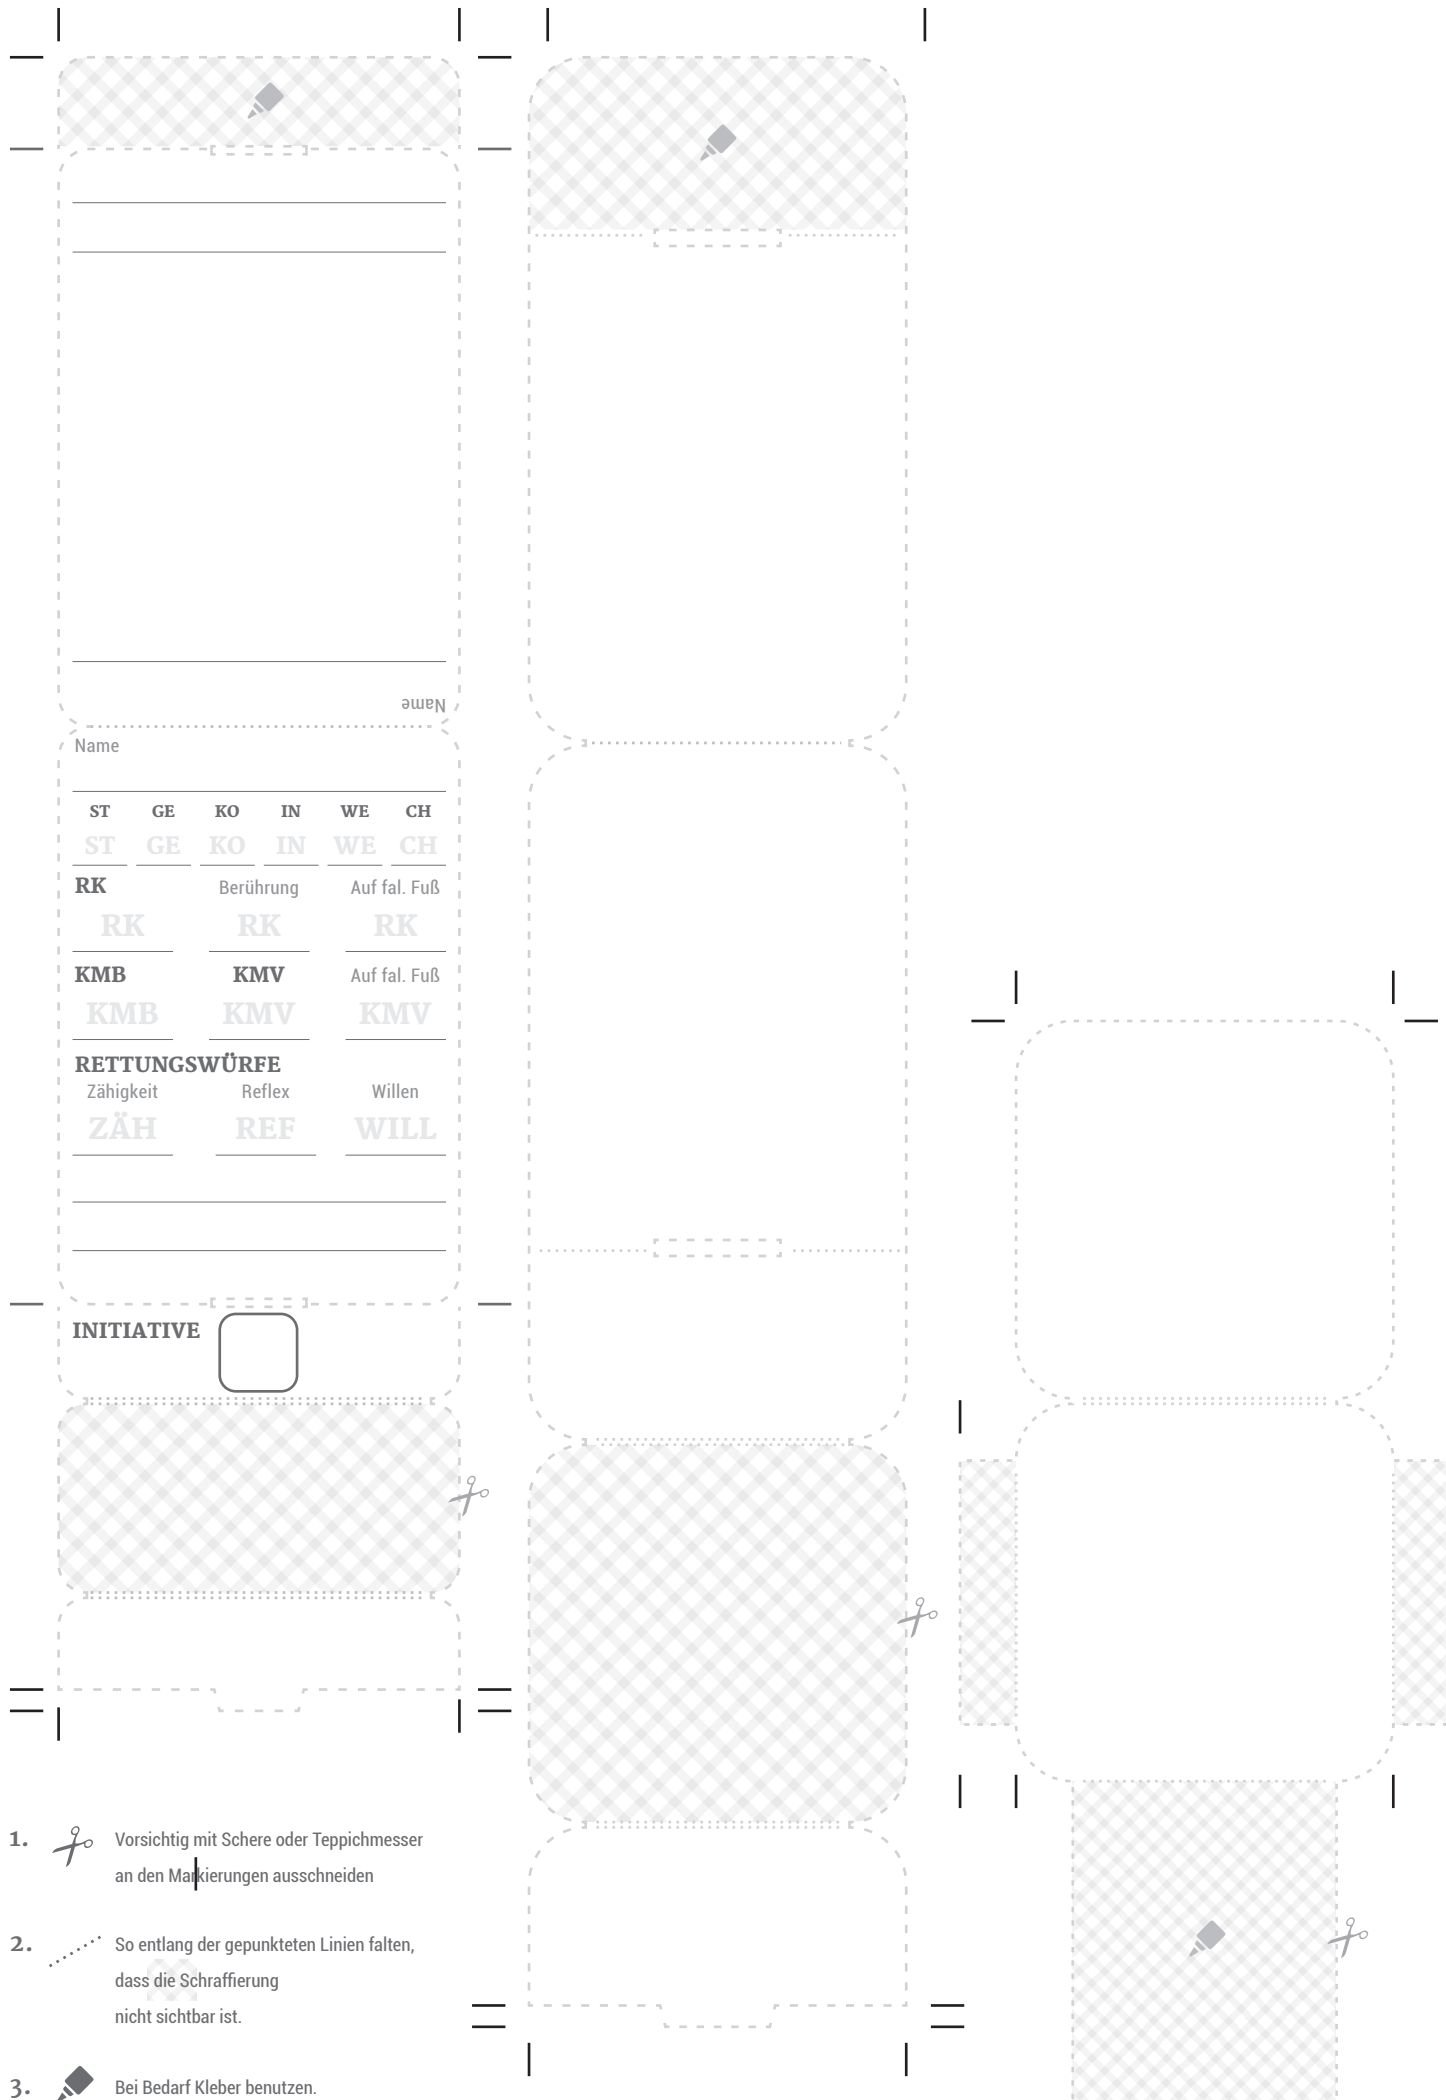 Name
Name
ST GE KO IN WE CH
ST GE KO IN WE CH
RK Berührung Auf fal. Fuß
RK RK RK
KMB KMV Auf fal. Fuß
KMB KMV KMV
RETTUNGSWÜRFE
Zähigkeit Reflex Willen
ZÄH REF WILL
INITIATIVE
1. Vorsichtig mit Schere oder Teppichmesser
an den Markierungen ausschneiden
2. So entlang der gepunkteten Linien falten,
dass die Schraffierung
nicht sichtbar ist.
3. Bei Bedarf Kleber benutzen.